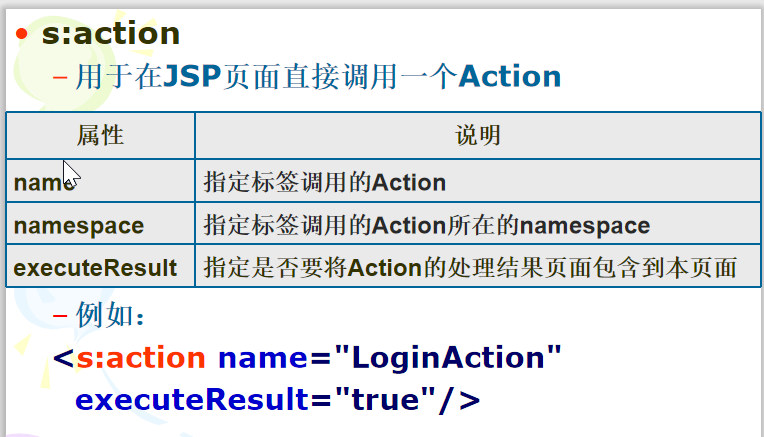 • s:action
– 用于在JSP页面直接调用一个Action
属性 说明
name 指定标签调用的Action
namespace 指定标签调用的Action所在的namespace
executeResult 指定是否要将Action的处理结果页面包含到本页面
– 例如：
<s:action name="LoginAction"
executeResult="true"/>